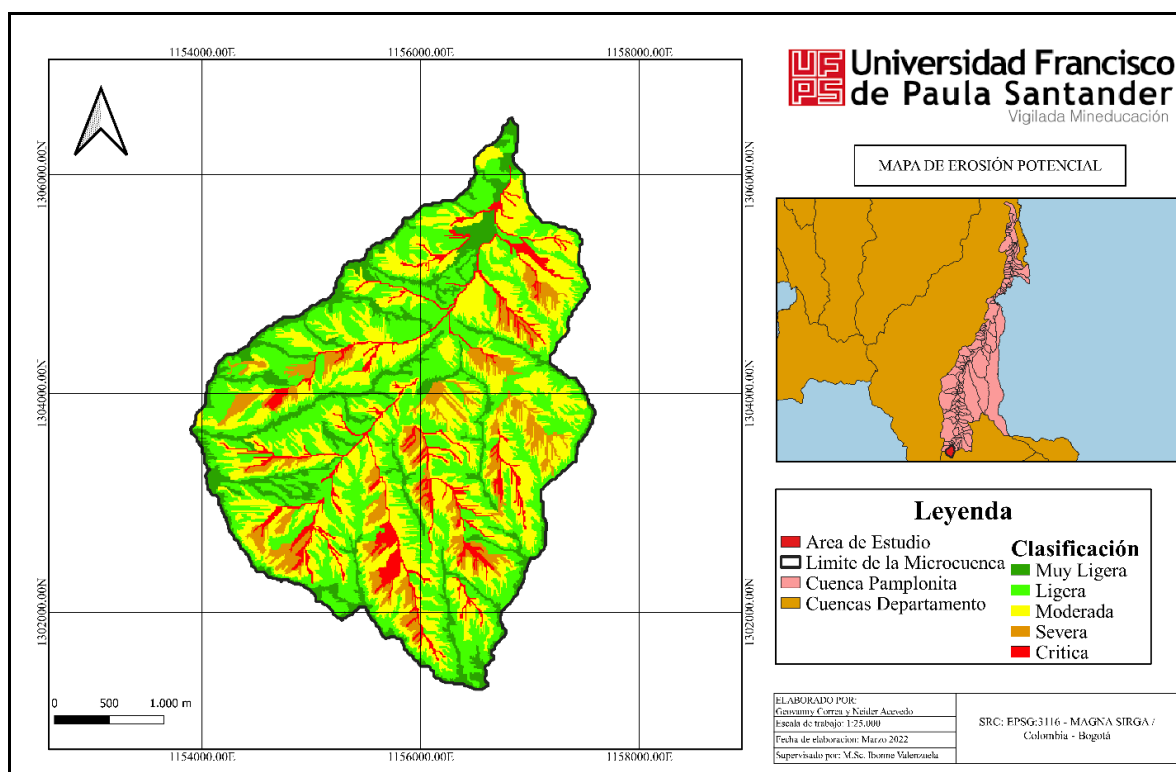 1154000.00E 1156000.00E 1158000.00E
1306000.00N 1306000.00N
1304000.00N 1304000.00N
1302000.00N 1302000.00N
0 500 1.000 m
1154000.00E 1156000.00E 1158000.00E
UF
PS
Universidad Francisco
de Paula Santander
Vigilada Mineducación
MAPA DE EROSIÓN POTENCIAL
Leyenda
Area de Estudio
Limite de la Microcuenca
Cuenca Pamplonita
Cuencas Departamento
Clasificación
Muy Ligera
Ligera
Moderada
Severa
Critica
ELABORADO POR:
Geovanny Correa y Neider Acevedo
Escala de trabajo: 1:25.000
Fecha de elaboracion: Marzo 2022
Supervisado por: M.Sc. Ibonne Valenzuela
SRC: EPSG:3116 - MAGNA SIRGA /
Colombia - Bogotá